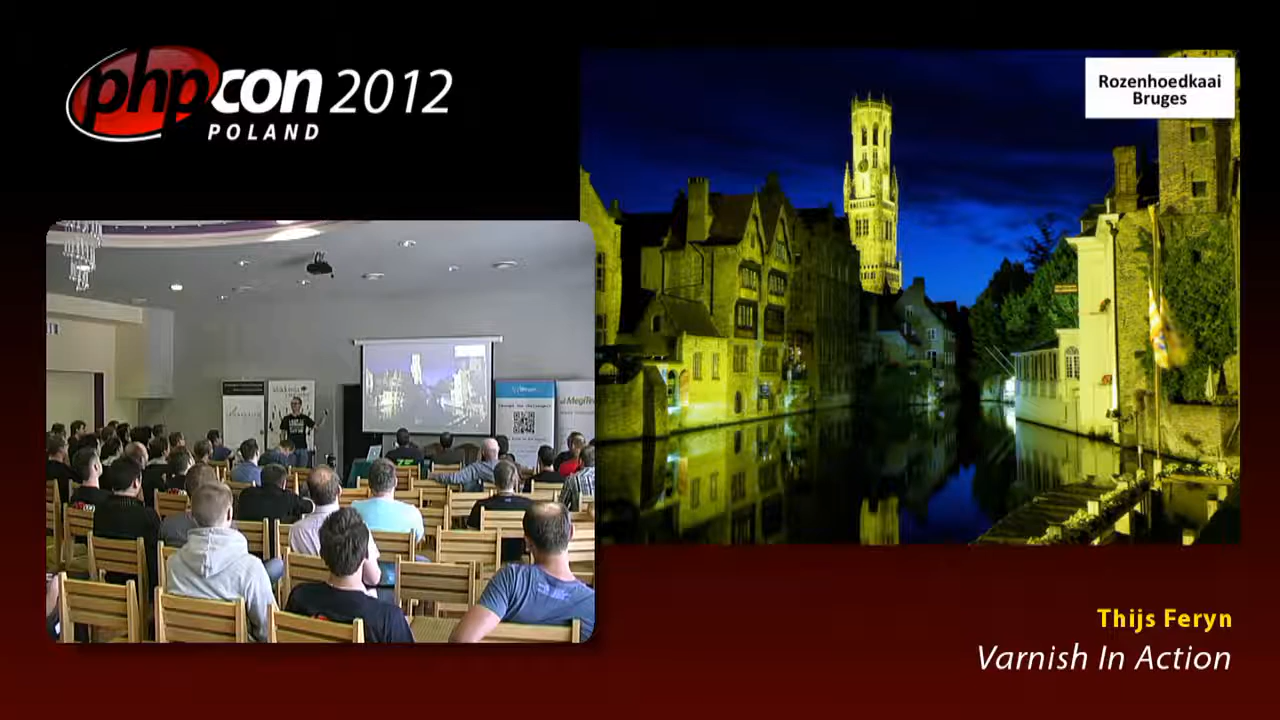 phpcon 2012
POLAND
Rozenhoedkaai
Bruges
Thijs Feryn
Varnish In Action